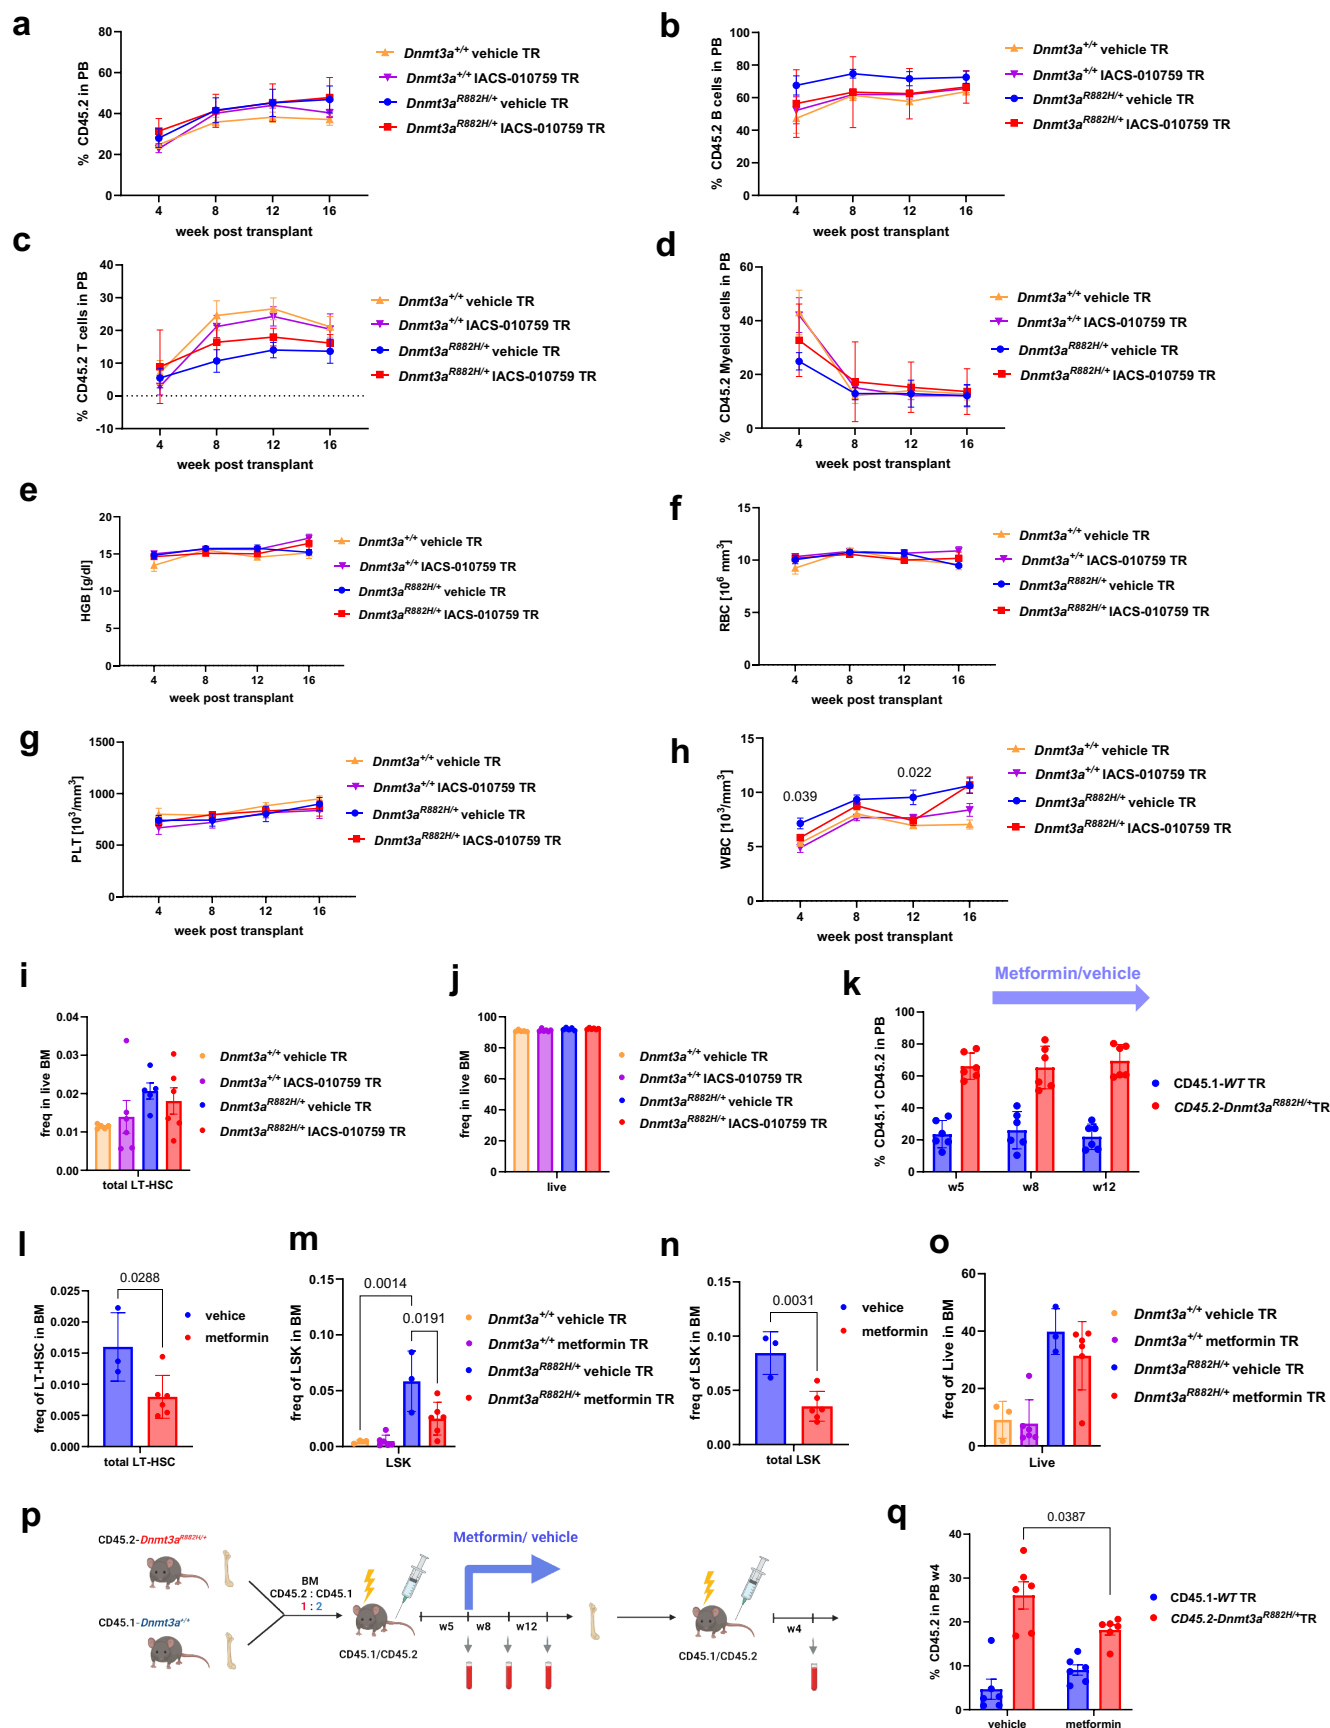 a
% CD45.2 in PB
80
60
40
20
0
4 8 12 16
week post transplant
Dnmt3a+/+ vehicle TR
Dnmt3a+/+ IACS-010759 TR
Dnmt3aR882H/+ vehicle TR
Dnmt3aR882H/+ IACS-010759 TR
b
% CD45.2 B cells in PB
100
80
60
40
20
0
4 8 12 16
week post transplant
Dnmt3a+/+ vehicle TR
Dnmt3a+/+ IACS-010759 TR
Dnmt3aR882H/+ vehicle TR
Dnmt3aR882H/+ IACS-010759 TR
c
% CD45.2 T cells in PB
40
30
20
10
0
-10
4 8 12 16
week post transplant
Dnmt3a+/+ vehicle TR
Dnmt3a+/+ IACS-010759 TR
Dnmt3aR882H/+ vehicle TR
Dnmt3aR882H/+ IACS-010759 TR
d
% CD45.2 Myeloid cells in PB
60
40
20
0
4 8 12 16
week post transplant
Dnmt3a+/+ vehicle TR
Dnmt3a+/+ IACS-010759 TR
Dnmt3aR882H/+ vehicle TR
Dnmt3aR882H/+ IACS-010759 TR
e
HGB [g/dl]
20
15
10
5
0
4 8 12 16
week post transplant
Dnmt3a+/+ vehicle TR
Dnmt3a+/+ IACS-010759 TR
Dnmt3aR882H/+ vehicle TR
Dnmt3aR882H/+ IACS-010759 TR
f
RBC [10⁶ mm³]
15
10
5
0
4 8 12 16
week post transplant
Dnmt3a+/+ vehicle TR
Dnmt3a+/+ IACS-010759 TR
Dnmt3aR882H/+ vehicle TR
Dnmt3aR882H/+ IACS-010759 TR
g
PLT [10³/mm³]
1500
1000
500
0
4 8 12 16
week post transplant
Dnmt3a+/+ vehicle TR
Dnmt3a+/+ IACS-010759 TR
Dnmt3aR882H/+ vehicle TR
Dnmt3aR882H/+ IACS-010759 TR
h
WBC [10³/mm³]
15
10
5
0
0.039
0.022
4 8 12 16
week post transplant
Dnmt3a+/+ vehicle TR
Dnmt3a+/+ IACS-010759 TR
Dnmt3aR882H/+ vehicle TR
Dnmt3aR882H/+ IACS-010759 TR
i
freq in live BM
0.04
0.03
0.02
0.01
0.00
total LT-HSC
Dnmt3a+/+ vehicle TR
Dnmt3a+/+ IACS-010759 TR
Dnmt3aR882H/+ vehicle TR
Dnmt3aR882H/+ IACS-010759 TR
j
freq in live BM
100
80
60
40
20
0
live
Dnmt3a+/+ vehicle TR
Dnmt3a+/+ IACS-010759 TR
Dnmt3aR882H/+ vehicle TR
Dnmt3aR882H/+ IACS-010759 TR
k
Metformin/vehicle
% CD45.1 CD45.2 in PB
100
80
60
40
20
0
w5 w8 w12
CD45.1-WT TR
CD45.2-Dnmt3aR882H/+TR
l
freq of LT-HSC in BM
0.025
0.020
0.015
0.010
0.005
0.000
0.0288
total LT-HSC
vehice
metformin
m
freq of LSK in BM
0.15
0.10
0.05
0.00
0.0014
0.0191
LSK
Dnmt3a+/+ vehicle TR
Dnmt3a+/+ metformin TR
Dnmt3aR882H/+ vehicle TR
Dnmt3aR882H/+ metformin TR
n
freq of LSK in BM
0.15
0.10
0.05
0.00
0.0031
total LSK
vehice
metformin
o
freq of Live in BM
60
40
20
0
Live
Dnmt3a+/+ vehicle TR
Dnmt3a+/+ metformin TR
Dnmt3aR882H/+ vehicle TR
Dnmt3aR882H/+ metformin TR
p
CD45.2-Dnmt3aR882H/+
CD45.1-Dnmt3a+/+
BM
CD45.2 : CD45.1
1 : 2
CD45.1/CD45.2
Metformin/ vehicle
w5 w8 w12
CD45.1/CD45.2
w4
q
% CD45.2 in PB w4
40
30
20
10
0
0.0387
vehicle metformin
CD45.1-WT TR
CD45.2-Dnmt3aR882H/+TR